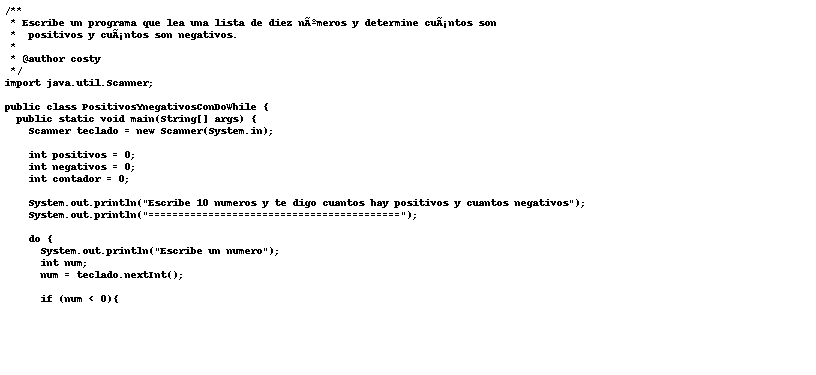 /**
 * Escribe un programa que lea una lista de diez nÃºmeros y determine cuÃ¡ntos son
 *  positivos y cuÃ¡ntos son negativos.
 *
 * @author costy
 */
import java.util.Scanner;

public class PositivosYnegativosConDoWhile {
  public static void main(String[] args) {
    Scanner teclado = new Scanner(System.in);

    int positivos = 0;
    int negativos = 0;
    int contador = 0;

    System.out.println("Escribe 10 numeros y te digo cuantos hay positivos y cuantos negativos");
    System.out.println("==========================================");

    do {
      System.out.println("Escribe un numero");
      int num;
      num = teclado.nextInt();

      if (num < 0){